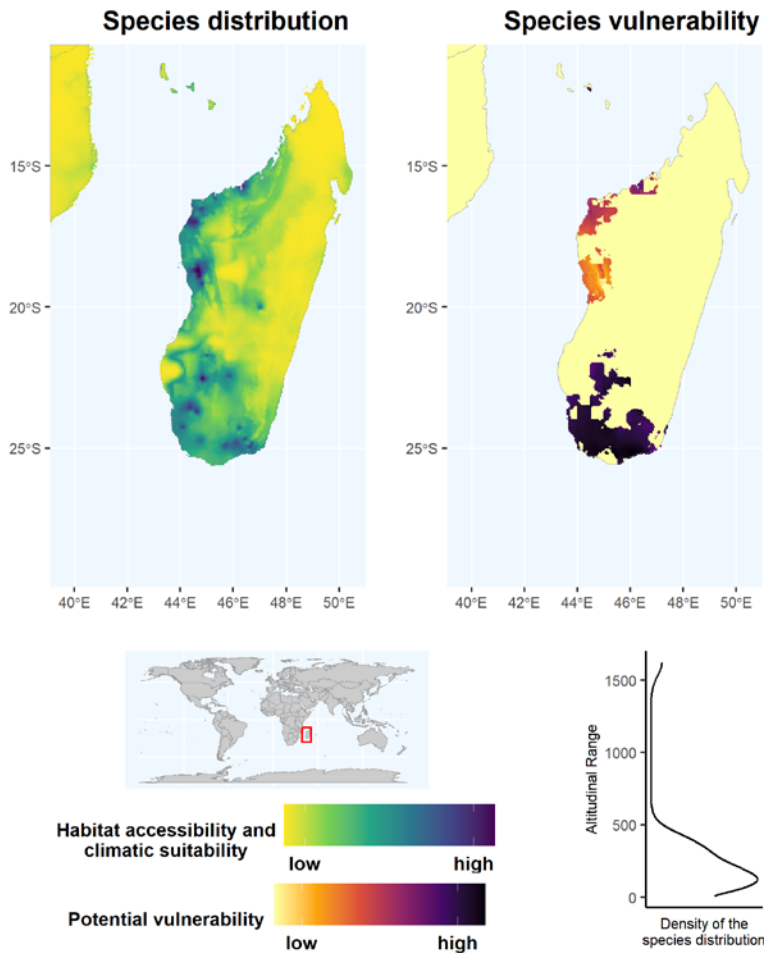 Species distribution
Species vulnerability
15°S
20°S
25°S
40°E 42°E 44°E 46°E 48°E 50°E
15°S
20°S
25°S
40°E 42°E 44°E 46°E 48°E 50°E
Habitat accessibility and
climatic suitability
low high
Potential vulnerability
low high
Altitudinal Range
1500
1000
500
0
Density of the
species distribution